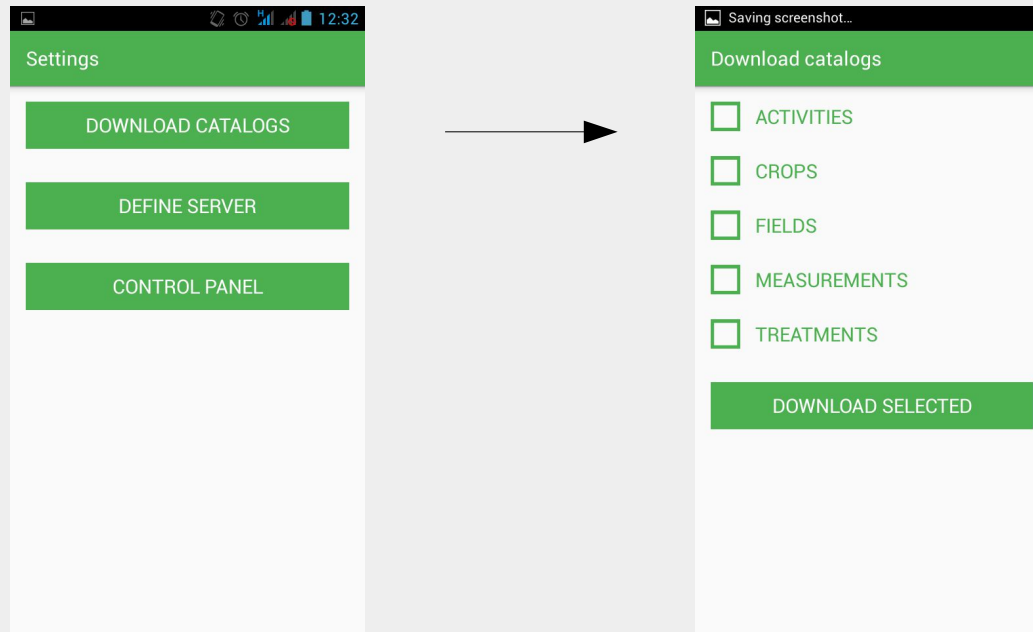 H 12:32
Settings
DOWNLOAD CATALOGS
DEFINE SERVER
CONTROL PANEL
Saving screenshot...
Download catalogs
ACTIVITIES
CROPS
FIELDS
MEASUREMENTS
TREATMENTS
DOWNLOAD SELECTED